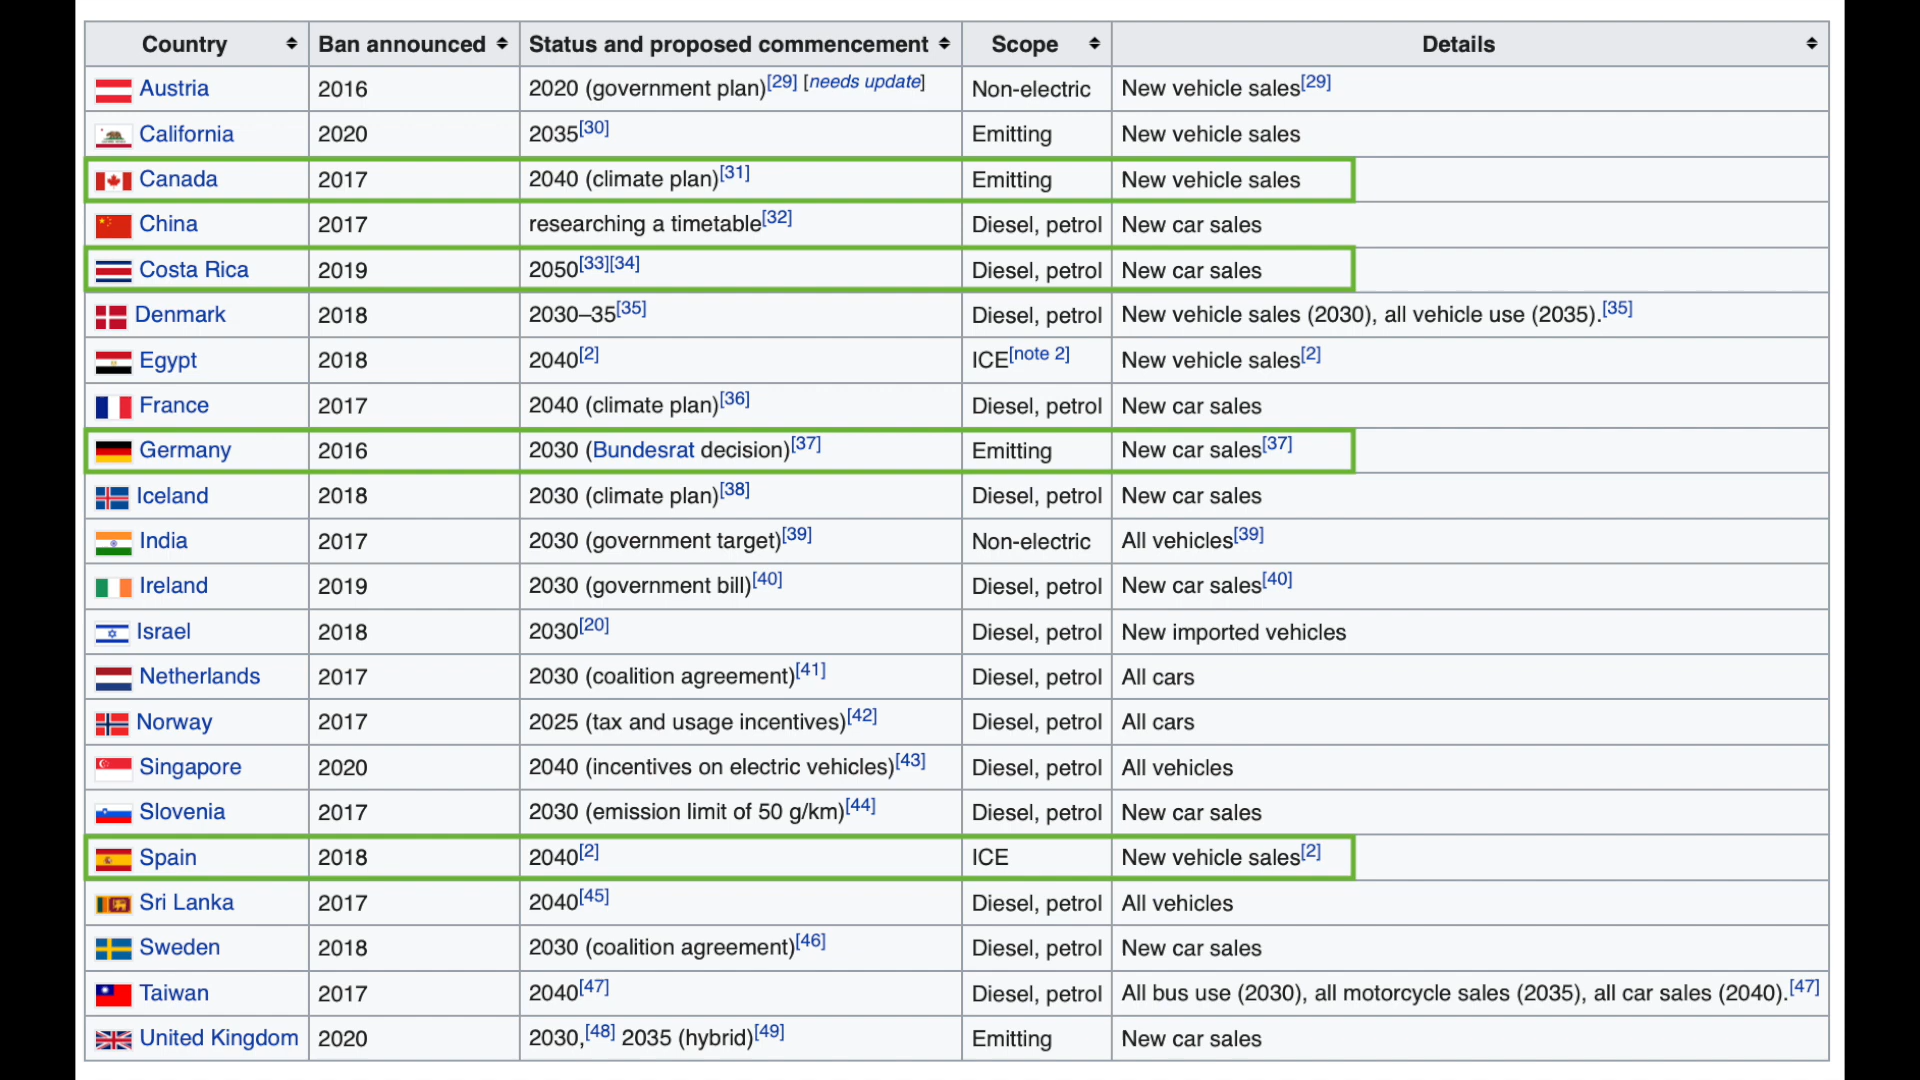 Country Ban announced Status and proposed commencement Scope Details
Austria 2016 2020 (government plan)[29] [needs update] Non-electric New vehicle sales[29]
California 2020 2035[30] Emitting New vehicle sales
Canada 2017 2040 (climate plan)[31] Emitting New vehicle sales
China 2017 researching a timetable[32] Diesel, petrol New car sales
Costa Rica 2019 2050[33][34] Diesel, petrol New car sales
Denmark 2018 2030–35[35] Diesel, petrol New vehicle sales (2030), all vehicle use (2035).[35]
Egypt 2018 2040[2] ICE[note 2] New vehicle sales[2]
France 2017 2040 (climate plan)[36] Diesel, petrol New car sales
Germany 2016 2030 (Bundesrat decision)[37] Emitting New car sales[37]
Iceland 2018 2030 (climate plan)[38] Diesel, petrol New car sales
India 2017 2030 (government target)[39] Non-electric All vehicles[39]
Ireland 2019 2030 (government bill)[40] Diesel, petrol New car sales[40]
Israel 2018 2030[20] Diesel, petrol New imported vehicles
Netherlands 2017 2030 (coalition agreement)[41] Diesel, petrol All cars
Norway 2017 2025 (tax and usage incentives)[42] Diesel, petrol All cars
Singapore 2020 2040 (incentives on electric vehicles)[43] Diesel, petrol All vehicles
Slovenia 2017 2030 (emission limit of 50 g/km)[44] Diesel, petrol New car sales
Spain 2018 2040[2] ICE New vehicle sales[2]
Sri Lanka 2017 2040[45] Diesel, petrol All vehicles
Sweden 2018 2030 (coalition agreement)[46] Diesel, petrol New car sales
Taiwan 2017 2040[47] Diesel, petrol All bus use (2030), all motorcycle sales (2035), all car sales (2040).[47]
United Kingdom 2020 2030,[48] 2035 (hybrid)[49] Emitting New car sales